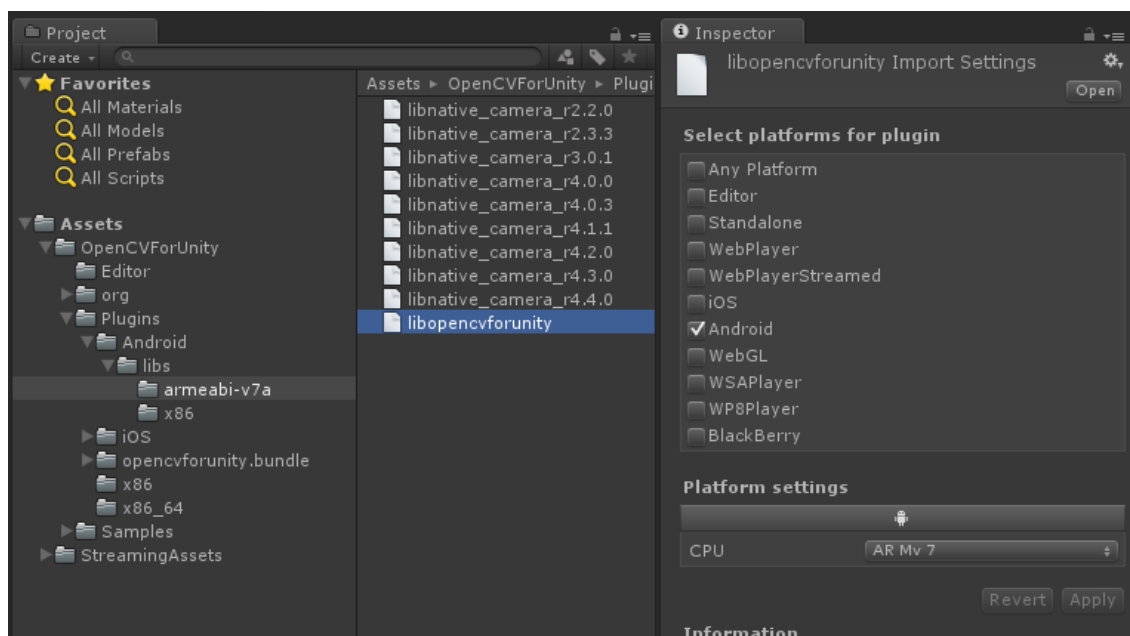 Project
Create
Favorites
All Materials
All Models
All Prefabs
All Scripts
Assets
OpenCVForUnity
Editor
org
Plugins
Android
libs
armeabi-v7a
x86
iOS
opencvforunity.bundle
x86
x86_64
Samples
StreamingAssets
Assets ▸ OpenCVForUnity ▸ Plugi
libnative_camera_r2.2.0
libnative_camera_r2.3.3
libnative_camera_r3.0.1
libnative_camera_r4.0.0
libnative_camera_r4.0.3
libnative_camera_r4.1.1
libnative_camera_r4.2.0
libnative_camera_r4.3.0
libnative_camera_r4.4.0
libopencvforunity
Inspector
libopencvforunity Import Settings
Open
Select platforms for plugin
Any Platform
Editor
Standalone
WebPlayer
WebPlayerStreamed
iOS
Android
WebGL
WSAPlayer
WP8Player
BlackBerry
Platform settings
CPU AR Mv 7
Revert Apply
Information